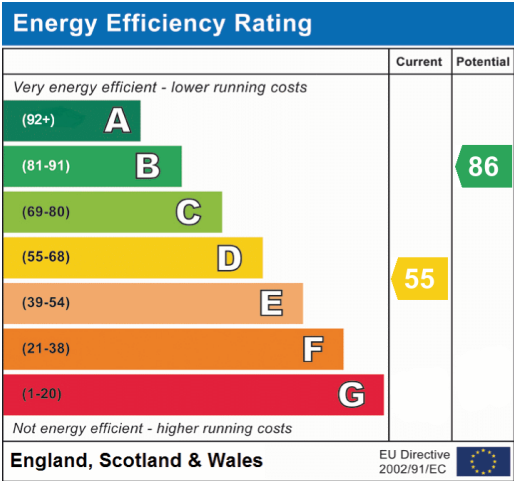 Energy Efficiency Rating
Current Potential
Very energy efficient - lower running costs
(92+) A
(81-91) B 86
(69-80) C
(55-68) D 55
(39-54) E
(21-38) F
(1-20) G
Not energy efficient - higher running costs
England, Scotland & Wales
EU Directive
2002/91/EC